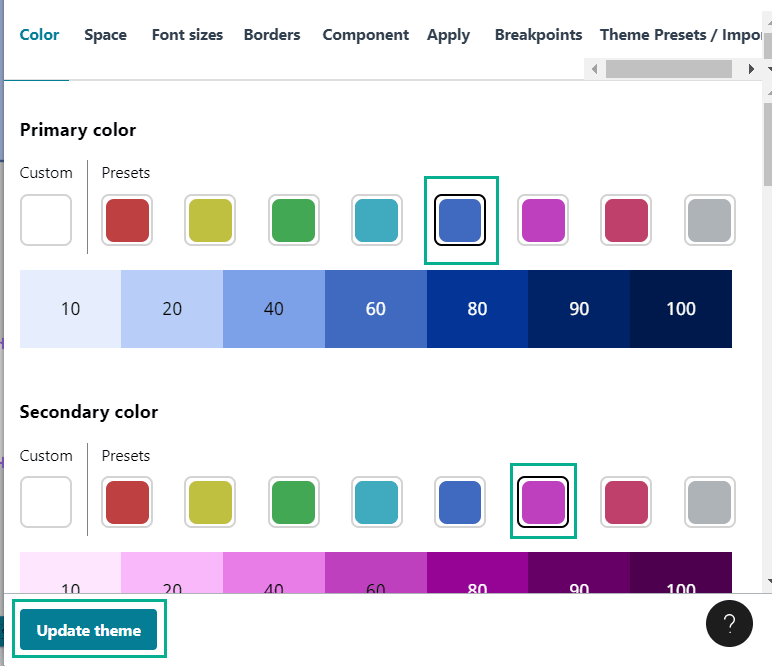 Color Space Font sizes Borders Component Apply Breakpoints Theme Presets /
Primary color
Custom Presets
10 20 40 60 80 90 100
Secondary color
Custom Presets
10 20 40 60 80 90 100
Update theme ?